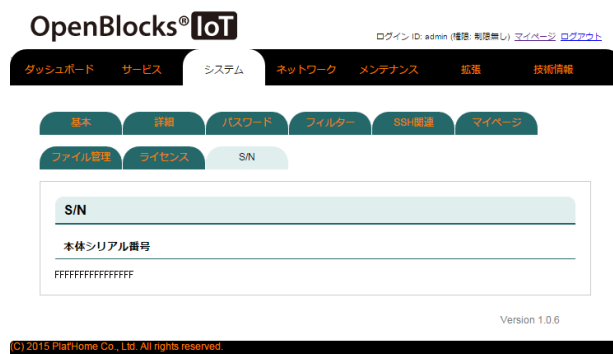 OpenBlocks® IoT
ログイン ID: admin (権限: 制限無し) マイページ ログアウト
ダッシュボード サービス システム ネットワーク メンテナンス 拡張 技術情報
基本 詳細 パスワード フィルター SSH関連 マイページ
ファイル管理 ライセンス S/N
S/N
本体シリアル番号
FFFFFFFFFFFFFFFF
Version 1.0.6
(C) 2015 Plat'Home Co., Ltd. All rights reserved.